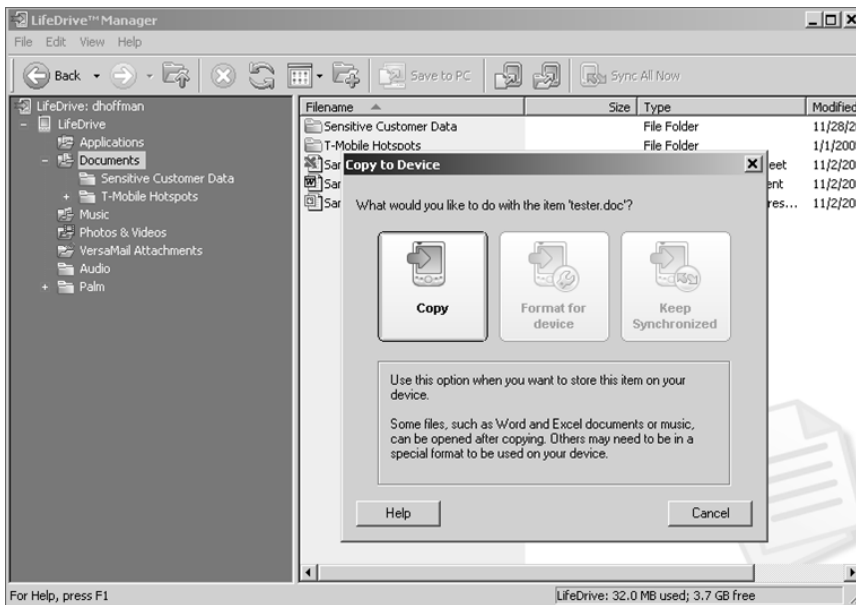 LifeDrive™ Manager
File Edit View Help
Back Save to PC Sync All Now
LifeDrive: dhoffman
LifeDrive
Applications
Documents
Sensitive Customer Data
T-Mobile Hotspots
Music
Photos & Videos
VersaMail Attachments
Audio
Palm
Filename Size Type Modified
Sensitive Customer Data File Folder 11/28/2
T-Mobile Hotspots File Folder 1/1/200
Sar eet 11/2/20
Sar ent 11/2/20
Sar res... 11/2/20
Copy to Device
What would you like to do with the item 'tester.doc'?
Copy
Format for
device
Keep
Synchronized
Use this option when you want to store this item on your
device.
Some files, such as Word and Excel documents or music,
can be opened after copying. Others may need to be in a
special format to be used on your device.
Help Cancel
For Help, press F1 LifeDrive: 32.0 MB used; 3.7 GB free